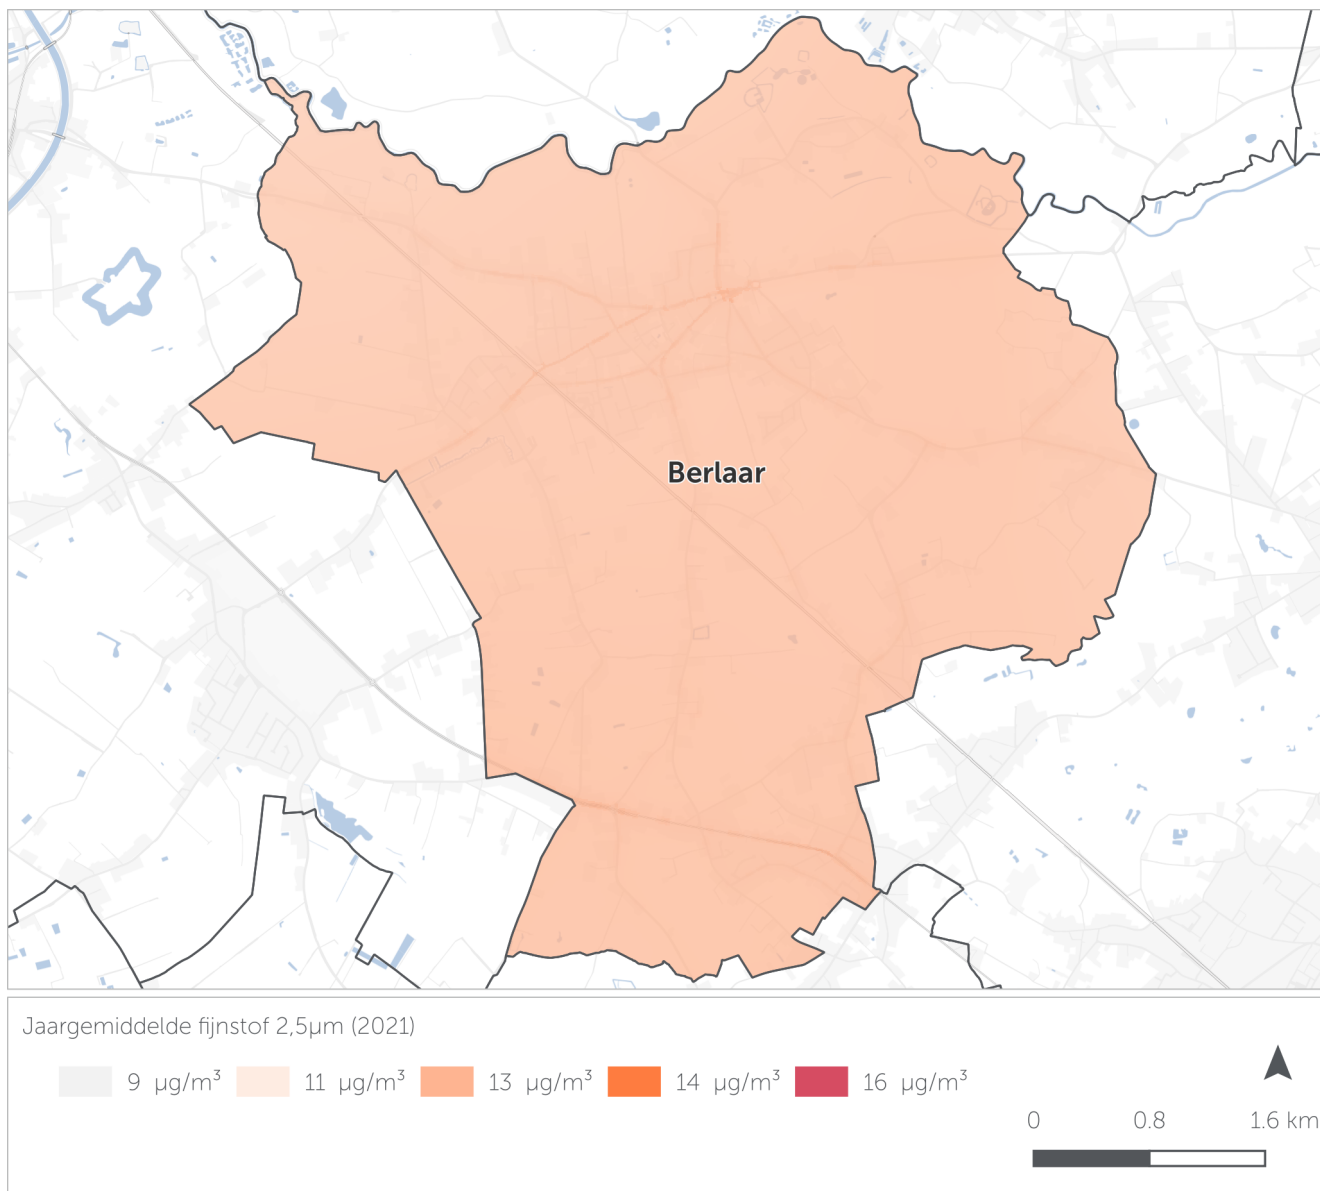 Berlaar
Jaargemiddelde fijnstof 2,5µm (2021)
9 µg/m³ 11 µg/m³ 13 µg/m³ 14 µg/m³ 16 µg/m³
0 0.8 1.6 km